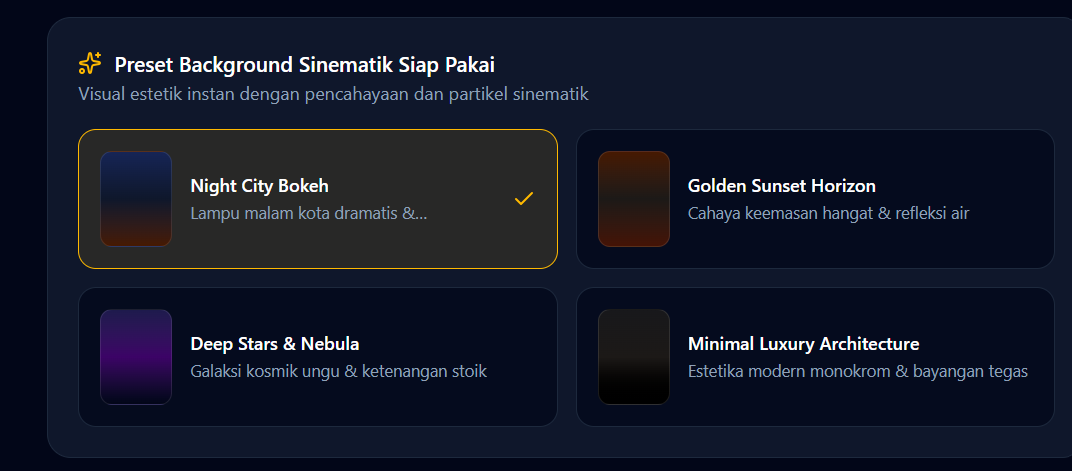 Preset Background Sinematik Siap Pakai
Visual estetik instan dengan pencahayaan dan partikel sinematik
Night City Bokeh
Lampu malam kota dramatis &...
Golden Sunset Horizon
Cahaya keemasan hangat & refleksi air
Deep Stars & Nebula
Galaksi kosmik ungu & ketenangan stoik
Minimal Luxury Architecture
Estetika modern monokrom & bayangan tegas